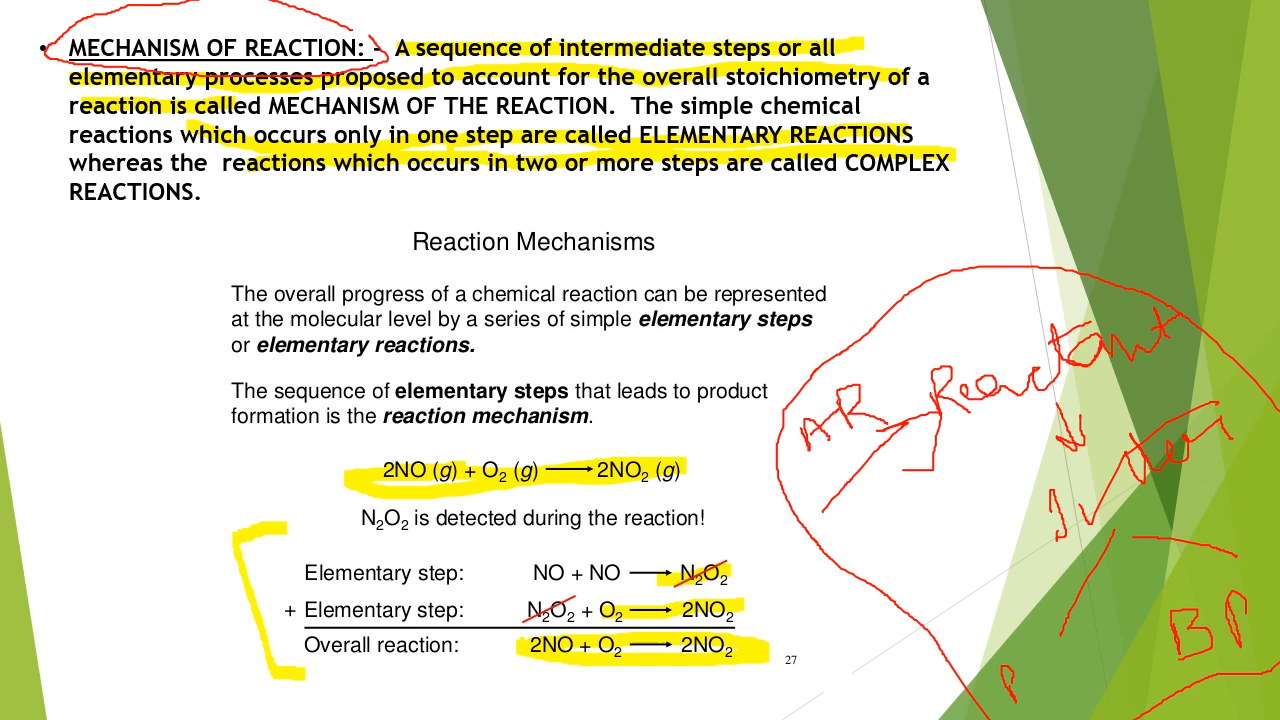 • MECHANISM OF REACTION: - A sequence of intermediate steps or all
elementary processes proposed to account for the overall stoichiometry of a
reaction is called MECHANISM OF THE REACTION. The simple chemical
reactions which occurs only in one step are called ELEMENTARY REACTIONS
whereas the reactions which occurs in two or more steps are called COMPLEX
REACTIONS.
Reaction Mechanisms
The overall progress of a chemical reaction can be represented
at the molecular level by a series of simple elementary steps
or elementary reactions.
The sequence of elementary steps that leads to product
formation is the reaction mechanism.
2NO (g) + O₂ (g) ⟶ 2NO₂ (g)
N₂O₂ is detected during the reaction!
Elementary step: NO + NO ⟶ N₂O₂
+ Elementary step: N₂O₂ + O₂ ⟶ 2NO₂
Overall reaction: 2NO + O₂ ⟶ 2NO₂
27
AR Reactant
BP
P